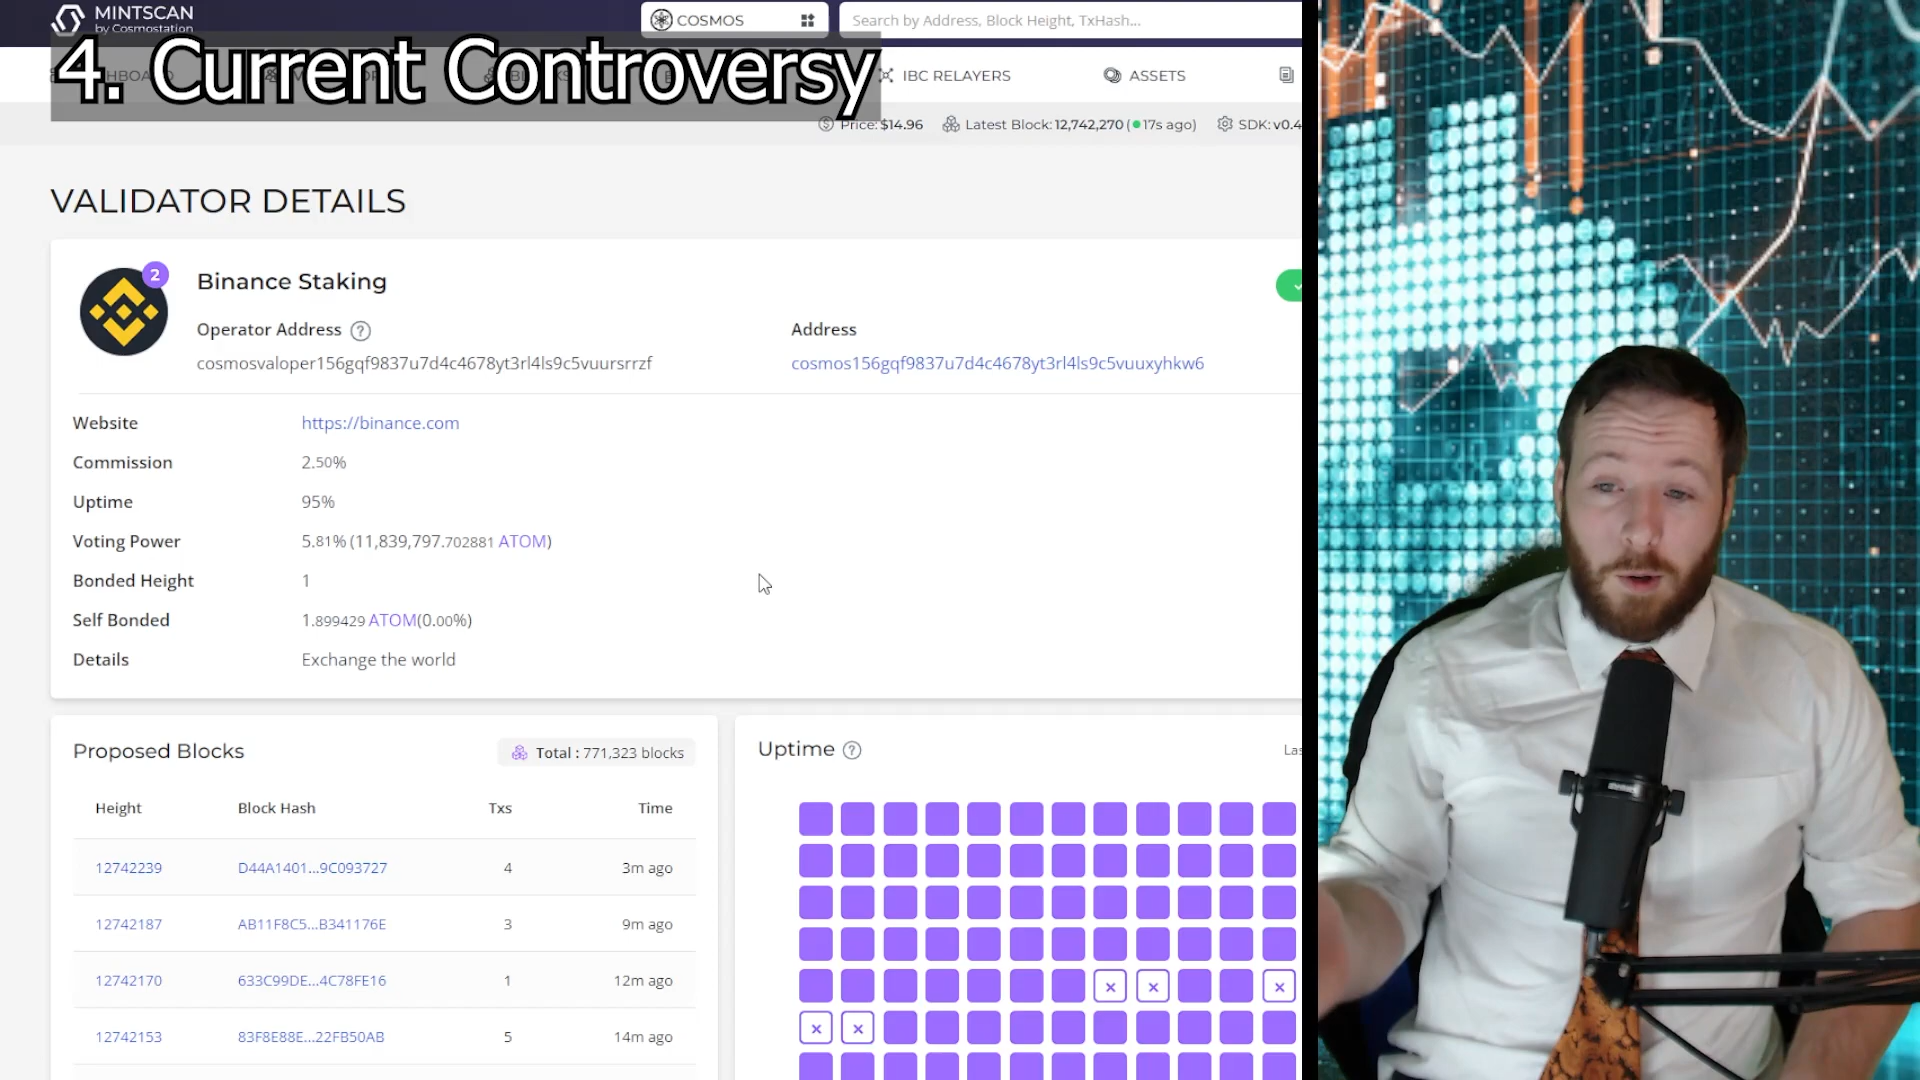 MINTSCAN
by Cosmostation
COSMOS
Search by Address, Block Height, TxHash...
4. Current Controversy
IBC RELAYERS
ASSETS
Price: $14.96
Latest Block: 12,742,270 (17s ago)
SDK: v0.4
VALIDATOR DETAILS
2
Binance Staking
Operator Address ?
Address
cosmosvaloper156gqf9837u7d4c4678yt3rl4ls9c5vuursrrzf
cosmos156gqf9837u7d4c4678yt3rl4ls9c5vuuxyhkw6
Website https://binance.com
Commission 2.50%
Uptime 95%
Voting Power 5.81% (11,839,797.702881 ATOM)
Bonded Height 1
Self Bonded 1.899429 ATOM(0.00%)
Details Exchange the world
Proposed Blocks
Total : 771,323 blocks
Height Block Hash Txs Time
12742239 D44A1401...9C093727 4 3m ago
12742187 AB11F8C5...B341176E 3 9m ago
12742170 633C99DE...4C78FE16 1 12m ago
12742153 83F8E88E...22FB50AB 5 14m ago
Uptime ?
Las